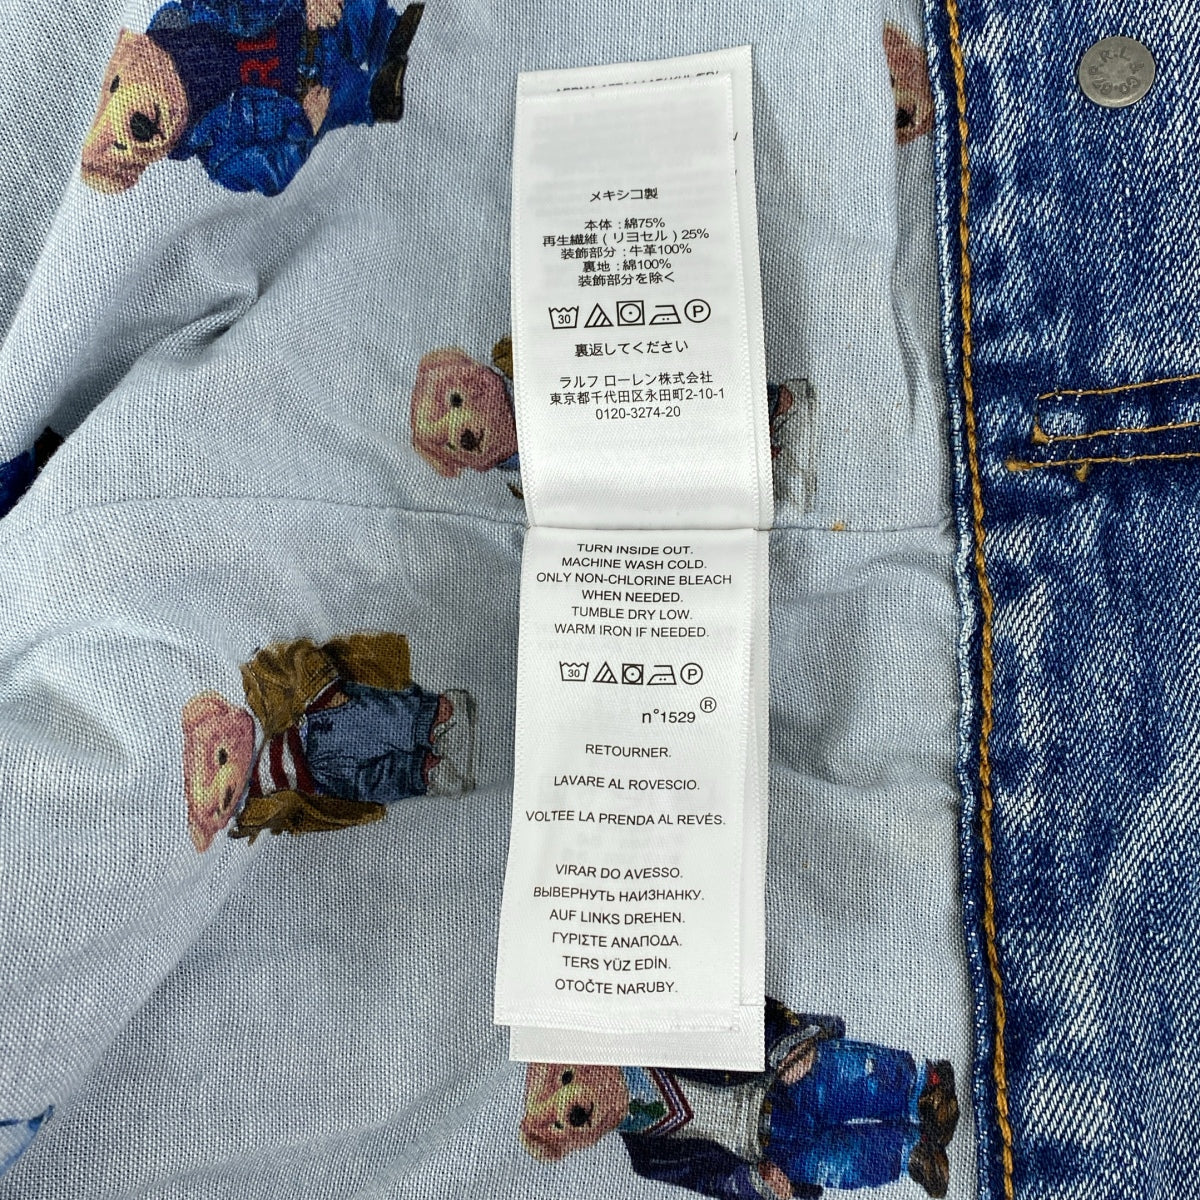 RL
メキシコ製
本体 : 綿75%
再生繊維 ( リヨセル ) 25%
装飾部分 : 牛革100%
裏地 : 綿100%
装飾部分を除く
30
P
裏返してください
ラルフ ローレン株式会社
東京都千代田区永田町2-10-1
0120-3274-20
TURN INSIDE OUT.
MACHINE WASH COLD.
ONLY NON-CHLORINE BLEACH
WHEN NEEDED.
TUMBLE DRY LOW.
WARM IRON IF NEEDED.
30
P
n°1529 ®
RETOURNER.
LAVARE AL ROVESCIO.
VOLTEE LA PRENDA AL REVÉS.
VIRAR DO AVESSO.
ВЫВЕРНУТЬ НАИЗНАНКУ.
AUF LINKS DREHEN.
ΓΥΡΙΣΤΕ ΑΝΑΠΟΔΑ.
TERS YÜZ EDİN.
OTOČTE NARUBY.